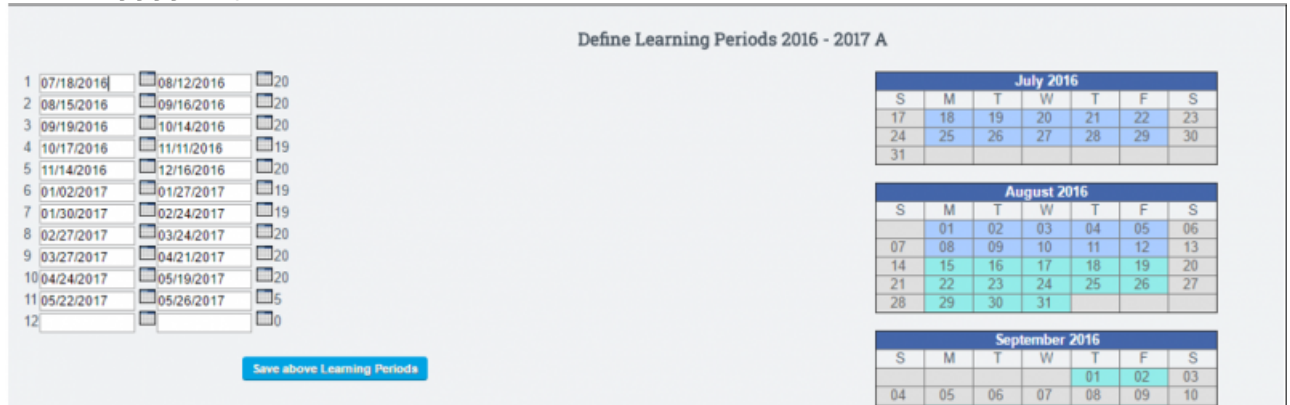 Define Learning Periods 2016 - 2017 A
1 07/18/2016 08/12/2016 20
2 08/15/2016 09/16/2016 20
3 09/19/2016 10/14/2016 20
4 10/17/2016 11/11/2016 19
5 11/14/2016 12/16/2016 20
6 01/02/2017 01/27/2017 19
7 01/30/2017 02/24/2017 19
8 02/27/2017 03/24/2017 20
9 03/27/2017 04/21/2017 20
10 04/24/2017 05/19/2017 20
11 05/22/2017 05/26/2017 5
12 0
Save above Learning Periods
July 2016
S M T W T F S
17 18 19 20 21 22 23
24 25 26 27 28 29 30
31
August 2016
S M T W T F S
01 02 03 04 05 06
07 08 09 10 11 12 13
14 15 16 17 18 19 20
21 22 23 24 25 26 27
28 29 30 31
September 2016
S M T W T F S
01 02 03
04 05 06 07 08 09 10